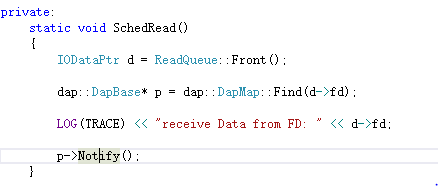 private:
    static void SchedRead()
    {
        IODataPtr d = ReadQueue::Front();
        dap::DapBase* p = dap::DapMap::Find(d->fd);
        LOG(TRACE) << "receive Data from FD: " << d->fd;
        p->Notify();
    }